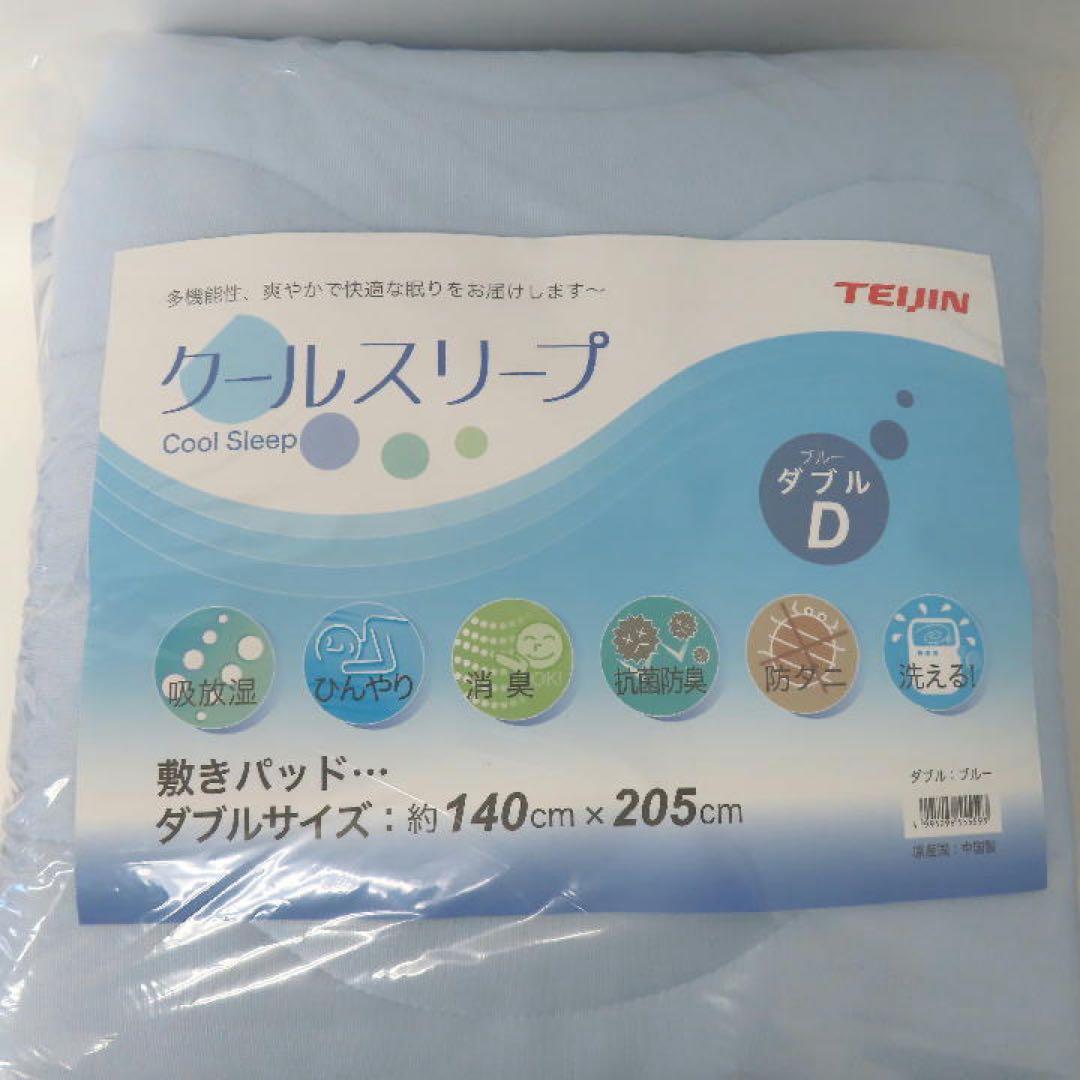 多機能性、爽やかで快適な眠りをお届けします～
TEIJIN
クールスリープ
Cool Sleep
ブルー
ダブル
D
吸放湿
ひんやり
消臭
抗菌防臭
防ダニ
洗える!
敷きパッド…
ダブルサイズ：約140cm×205cm
ダブル：ブルー
原産国：中国製